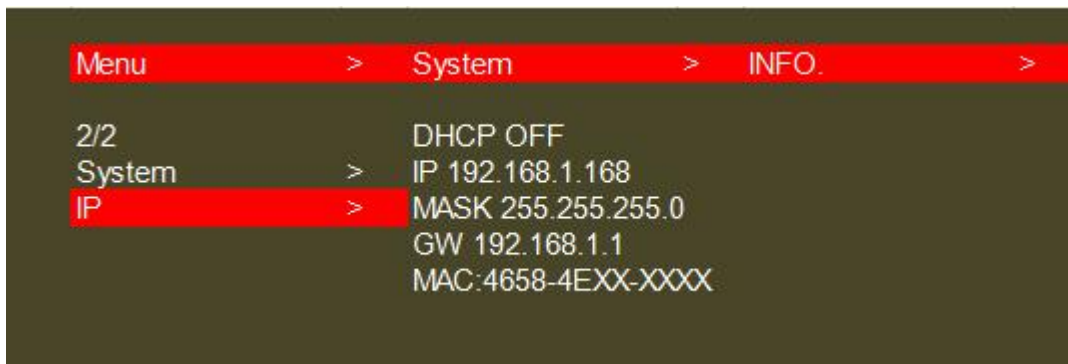 Menu > System > INFO. >
2/2 DHCP OFF
System > IP 192.168.1.168
IP > MASK 255.255.255.0
GW 192.168.1.1
MAC:4658-4EXX-XXXX